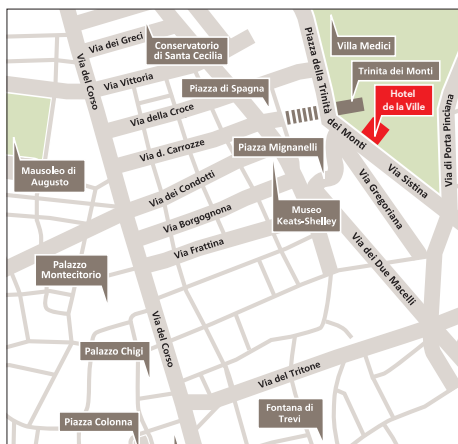 Via dei Greci
Conservatorio
di Santa Cecilia
Villa Medici
Piazza della Trinità
dei Monti
Via del Corso
Via Vittoria
Trinita dei Monti
Piazza di Spagna
Hotel
de la Ville
Via della Croce
Via di Porta Pinciana
Via d. Carrozze
Piazza Mignanelli
Mausoleo di
Augusto
Via dei Condotti
Via Sistina
Via Gregoriana
Via Borgognona
Museo
Keats-Shelley
Via Frattina
Palazzo
Montecitorio
Via dei Due Macelli
Via del Corso
Palazzo Chigi
Via del Tritone
Piazza Colonna
Fontana di
Trevi